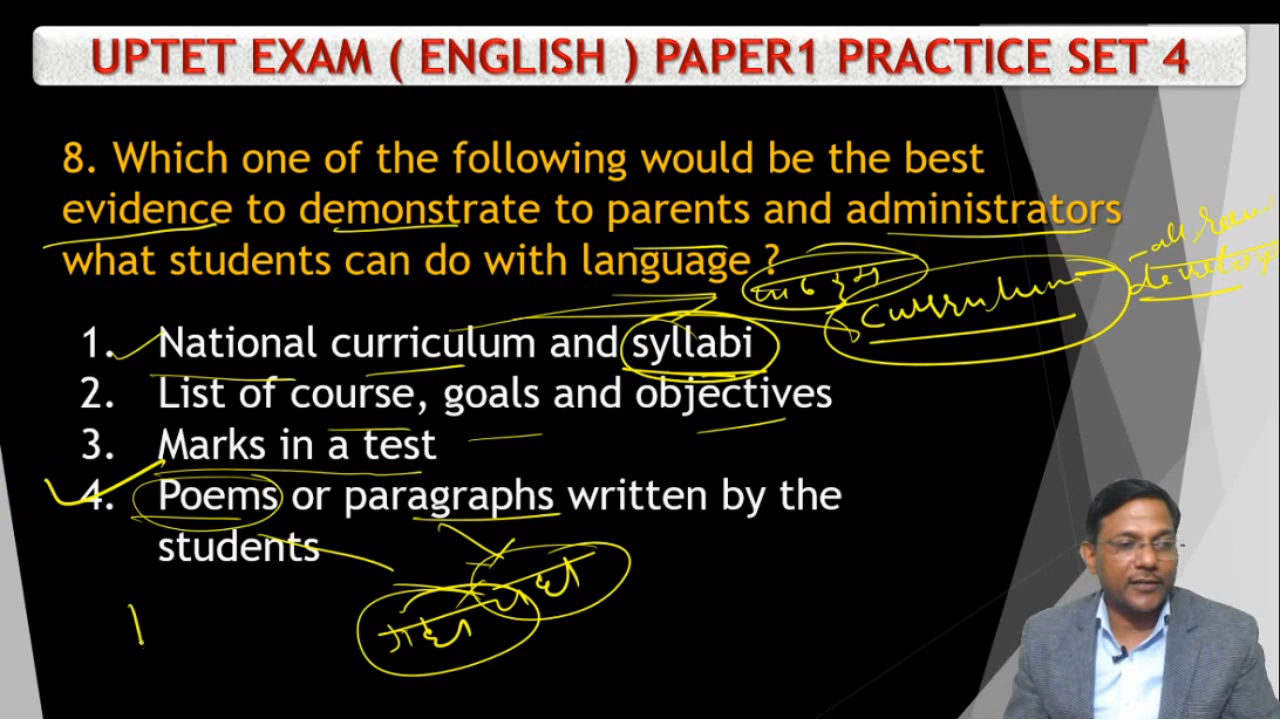 UPTET EXAM ( ENGLISH ) PAPER1 PRACTICE SET 4
8. Which one of the following would be the best
evidence to demonstrate to parents and administrators
what students can do with language ?
1. National curriculum and syllabi
2. List of course, goals and objectives
3. Marks in a test
4. Poems or paragraphs written by the
students
गद्य